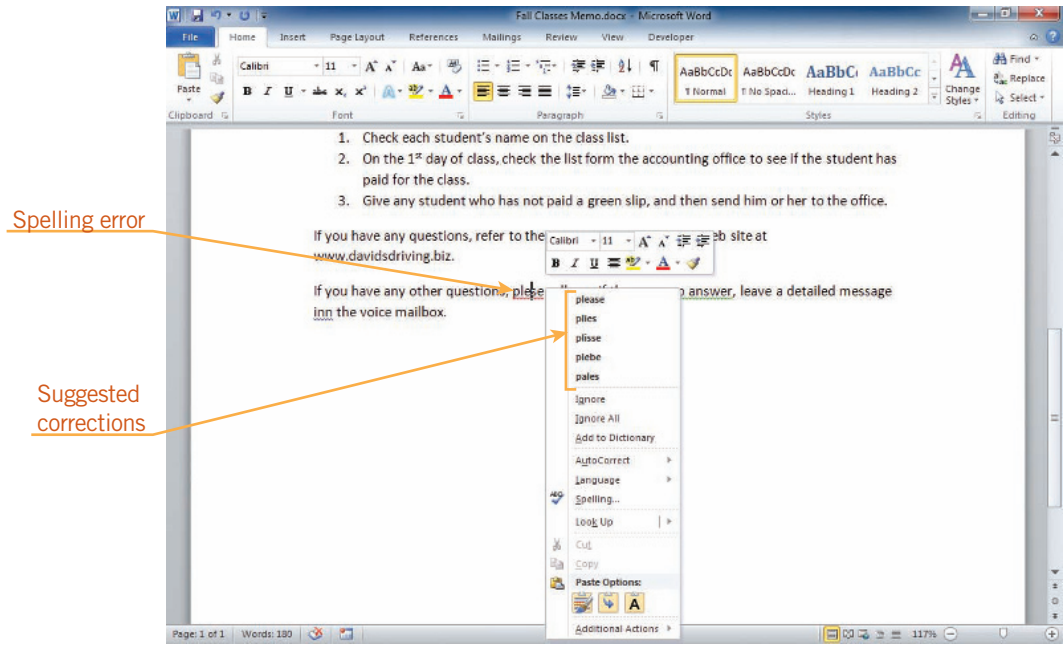 Fall Classes Memo.docx - Microsoft Word
File Home Insert Page Layout References Mailings Review View Developer
Calibri 11 A A Aa
Paste
B I U abc x₂ x² A ab A
AaBbCcDc AaBbCcDc AaBbC AaBbCc
¶ Normal ¶ No Spaci... Heading 1 Heading 2
Change Styles
Find
Replace
Select
Clipboard Font Paragraph Styles Editing
1. Check each student's name on the class list.
2. On the 1st day of class, check the list form the accounting office to see if the student has
paid for the class.
3. Give any student who has not paid a green slip, and then send him or her to the office.
Spelling error
If you have any questions, refer to the
eb site at
www.davidsdriving.biz.
Calibri 11 A A
B I U ab A
If you have any other questions, plese
answer, leave a detailed message
inn the voice mailbox.
please
plies
plisse
plebe
pales
Suggested
corrections
Ignore
Ignore All
Add to Dictionary
AutoCorrect
Language
Spelling...
Look Up
Cut
Copy
Paste Options:
A
Additional Actions
Page: 1 of 1 Words: 180 117%